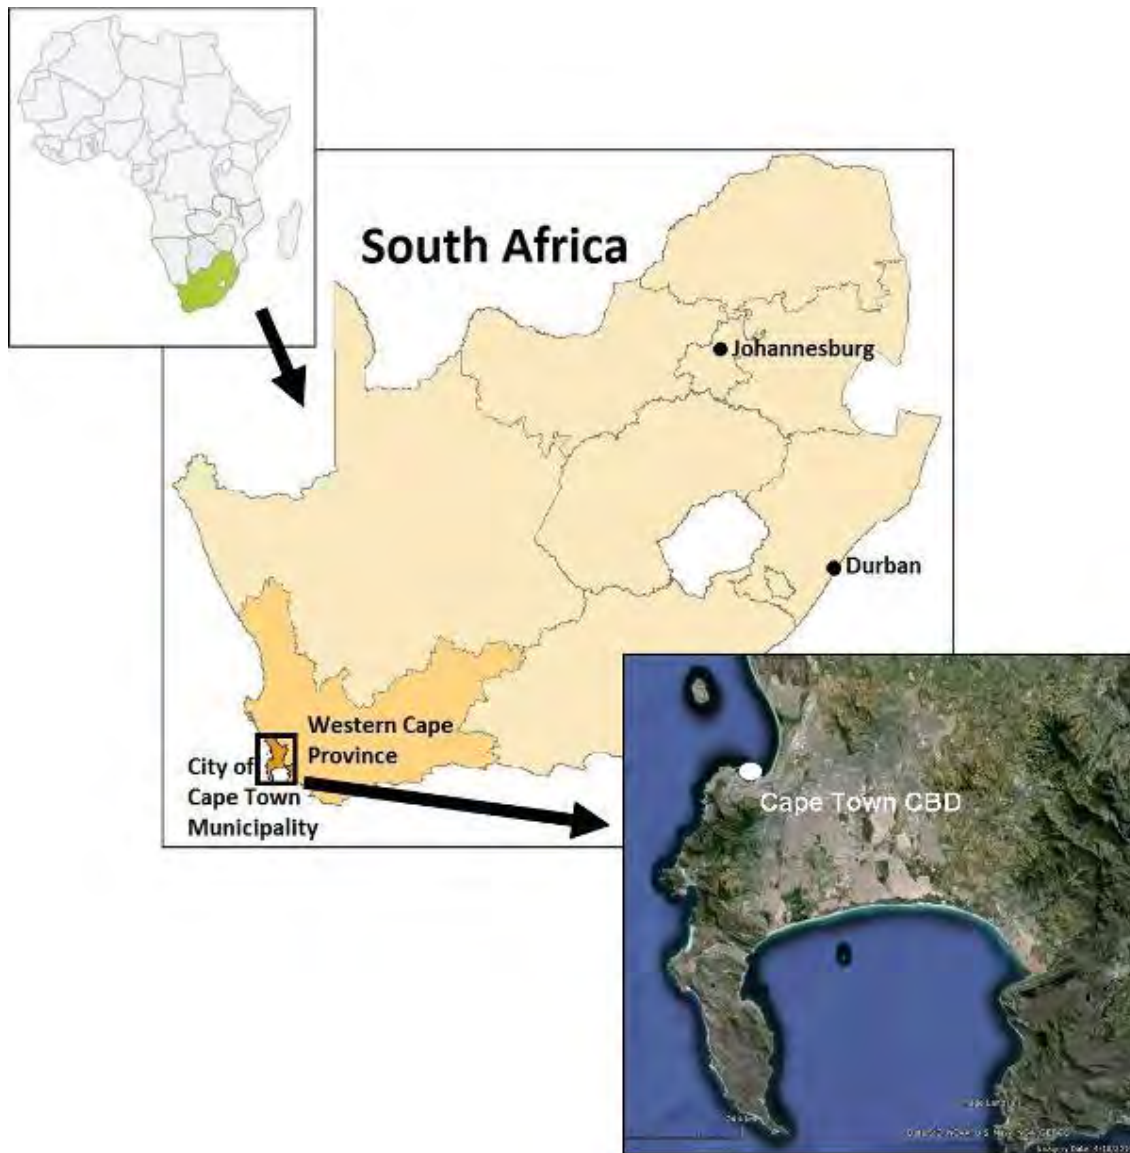 South Africa
Johannesburg
Durban
Western Cape
Province
City of
Cape Town
Municipality
Cape Town CBD